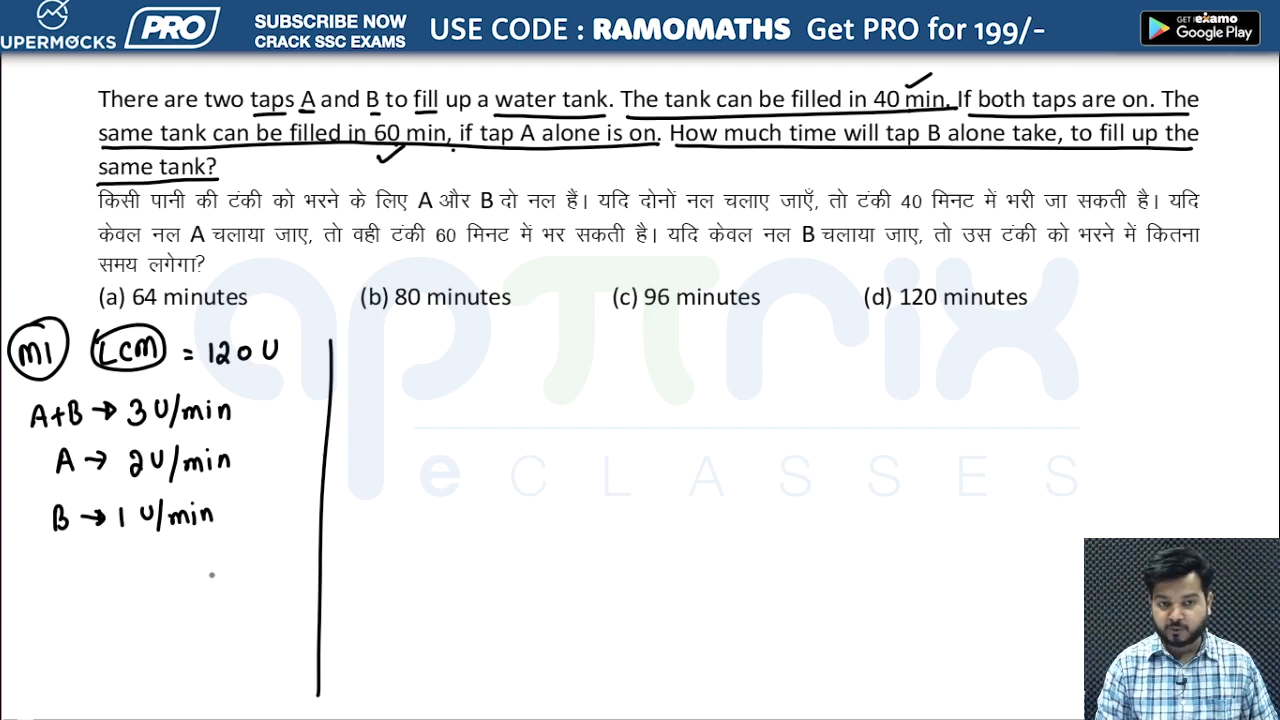 UPERMOCKS PRO SUBSCRIBE NOW CRACK SSC EXAMS USE CODE : RAMOMATHS Get PRO for 199/- GET IT ON examo Google Play
There are two taps A and B to fill up a water tank. The tank can be filled in 40 min. If both taps are on. The
same tank can be filled in 60 min, if tap A alone is on. How much time will tap B alone take, to fill up the
same tank?
किसी पानी की टंकी को भरने के लिए A और B दो नल हैं। यदि दोनों नल चलाए जाएँ, तो टंकी 40 मिनट में भरी जा सकती है। यदि
केवल नल A चलाया जाए, तो वही टंकी 60 मिनट में भर सकती है। यदि केवल नल B चलाया जाए, तो उस टंकी को भरने में कितना
समय लगेगा?
(a) 64 minutes (b) 80 minutes (c) 96 minutes (d) 120 minutes
M1 LCM = 120 U
A+B → 3 U/min
A → 2U/min
B → 1 U/min
apπrix
e CLASSES